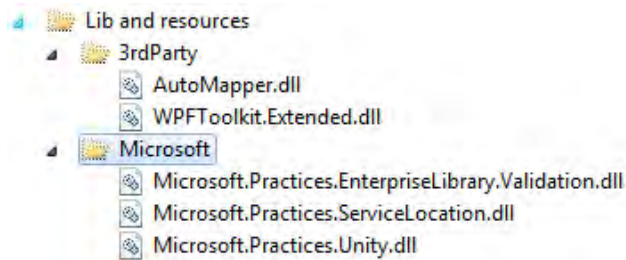 Lib and resources
3rdParty
AutoMapper.dll
WPFToolkit.Extended.dll
Microsoft
Microsoft.Practices.EnterpriseLibrary.Validation.dll
Microsoft.Practices.ServiceLocation.dll
Microsoft.Practices.Unity.dll